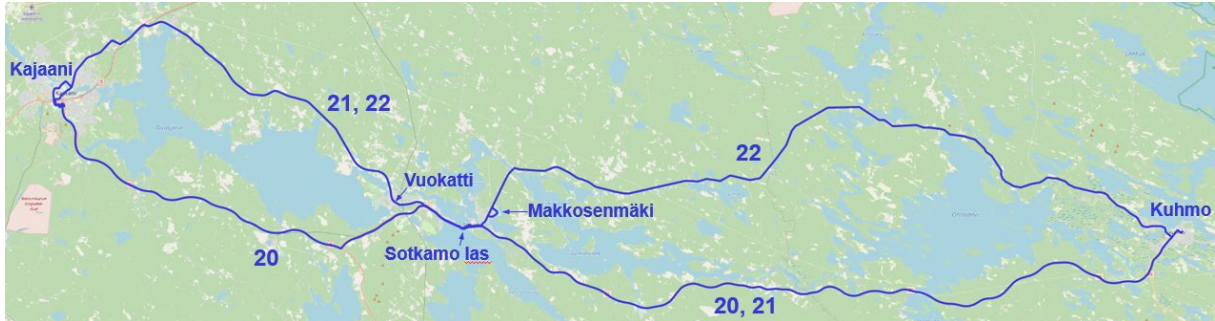 Kajaani
21, 22
22
Vuokatti
Makkosenmäki
Kuhmo
20
Sotkamo las
20, 21